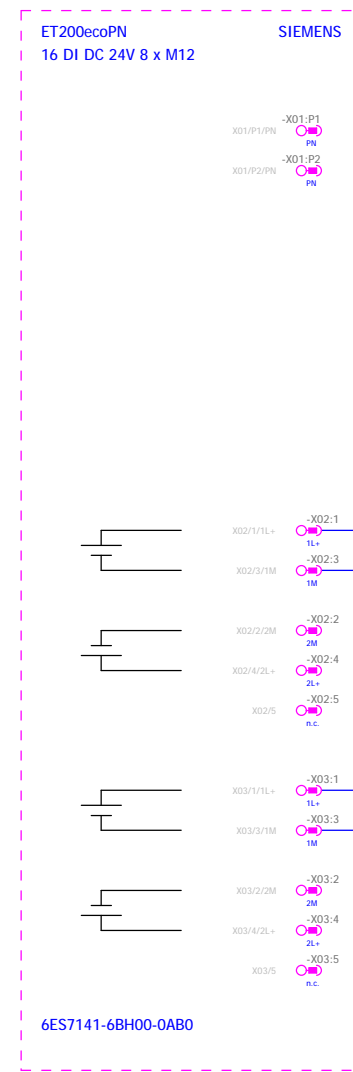 ET200ecoPN SIEMENS
16 DI DC 24V 8 x M12
-X01:P1
X01/P1/PN
PN
-X01:P2
X01/P2/PN
PN
-X02:1
X02/1/1L+
1L+
-X02:3
X02/3/1M
1M
-X02:2
X02/2/2M
2M
-X02:4
X02/4/2L+
2L+
-X02:5
X02/5
n.c.
-X03:1
X03/1/1L+
1L+
-X03:3
X03/3/1M
1M
-X03:2
X03/2/2M
2M
-X03:4
X03/4/2L+
2L+
-X03:5
X03/5
n.c.
6ES7141-6BH00-0AB0